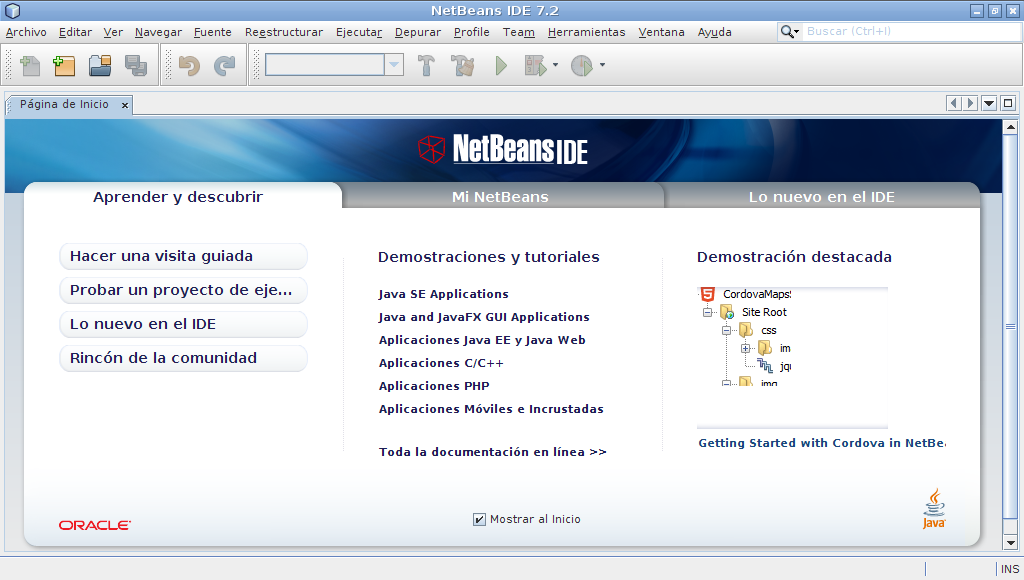 NetBeans IDE 7.2
Archivo Editar Ver Navegar Fuente Reestructurar Ejecutar Depurar Profile Team Herramientas Ventana Ayuda Buscar (Ctrl+I)
Página de Inicio
NetBeans IDE
Aprender y descubrir Mi NetBeans Lo nuevo en el IDE
Hacer una visita guiada
Probar un proyecto de eje...
Lo nuevo en el IDE
Rincón de la comunidad
Demostraciones y tutoriales
Java SE Applications
Java and JavaFX GUI Applications
Aplicaciones Java EE y Java Web
Aplicaciones C/C++
Aplicaciones PHP
Aplicaciones Móviles e Incrustadas
Toda la documentación en línea >>
Demostración destacada
CordovaMaps
Site Root
css
im
jq
img
Getting Started with Cordova in NetBe
ORACLE
Mostrar al Inicio
Java
INS